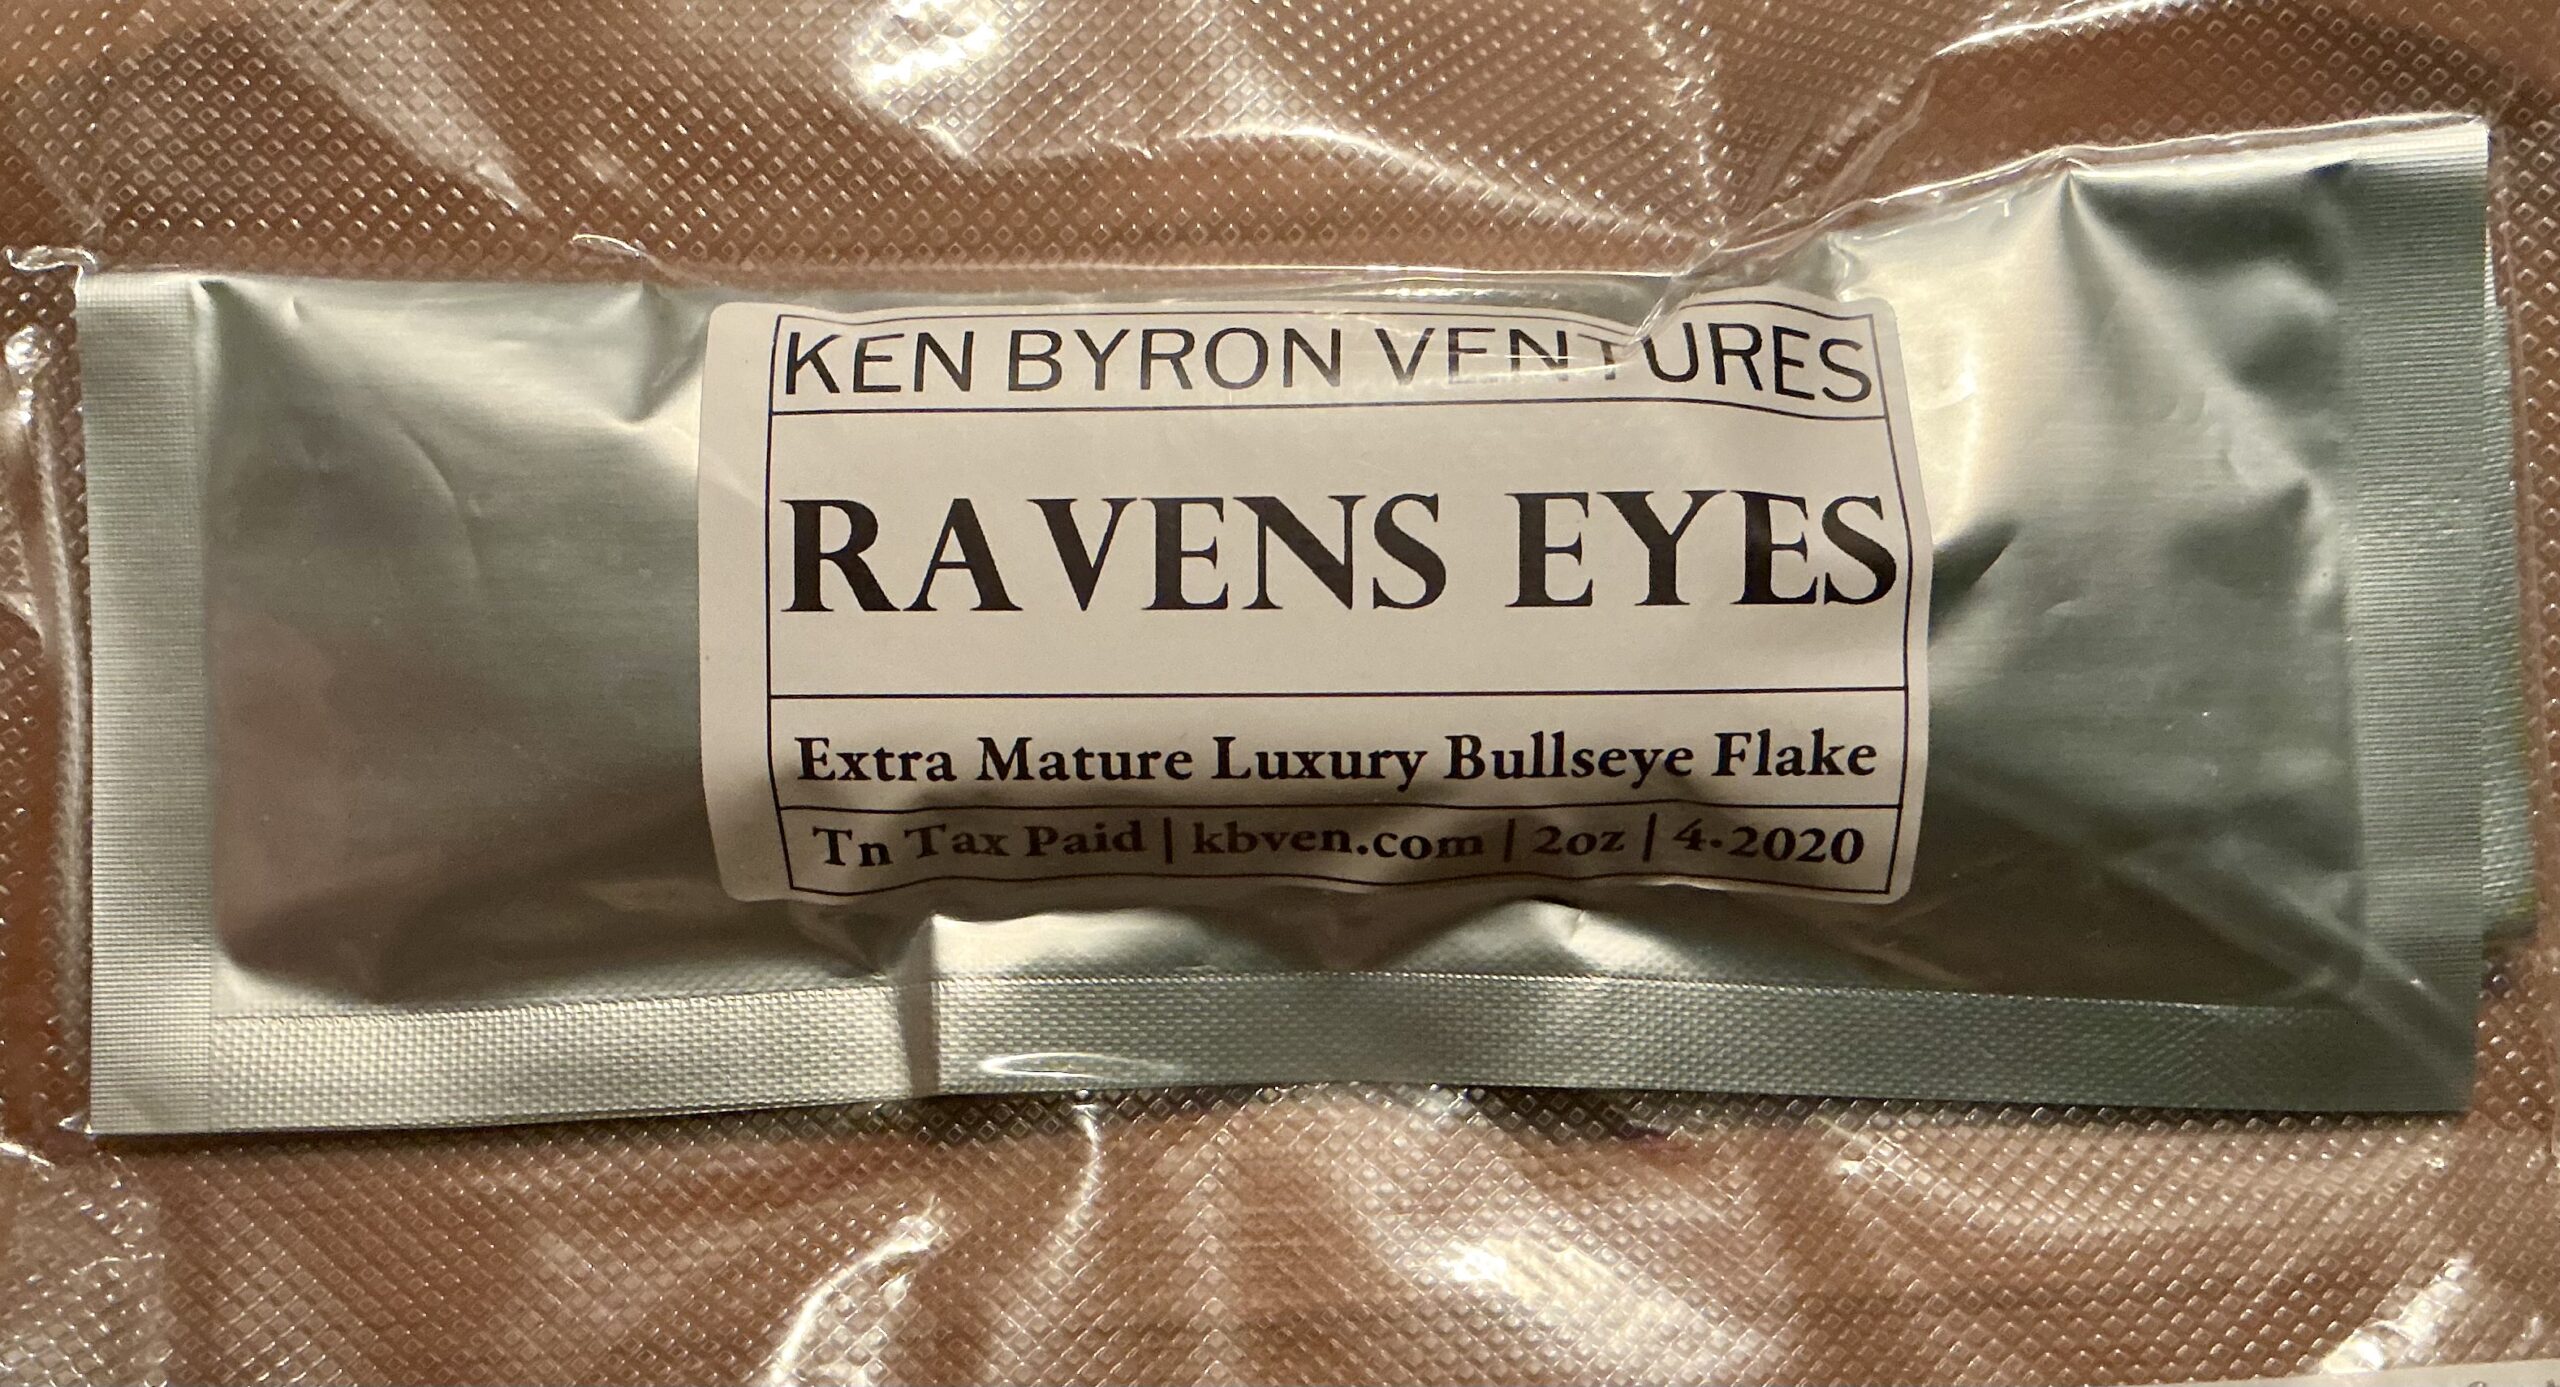 KEN BYRON VENTURES
RAVENS EYES
Extra Mature Luxury Bullseye Flake
Tn Tax Paid | kbven.com | 2oz | 4.2020